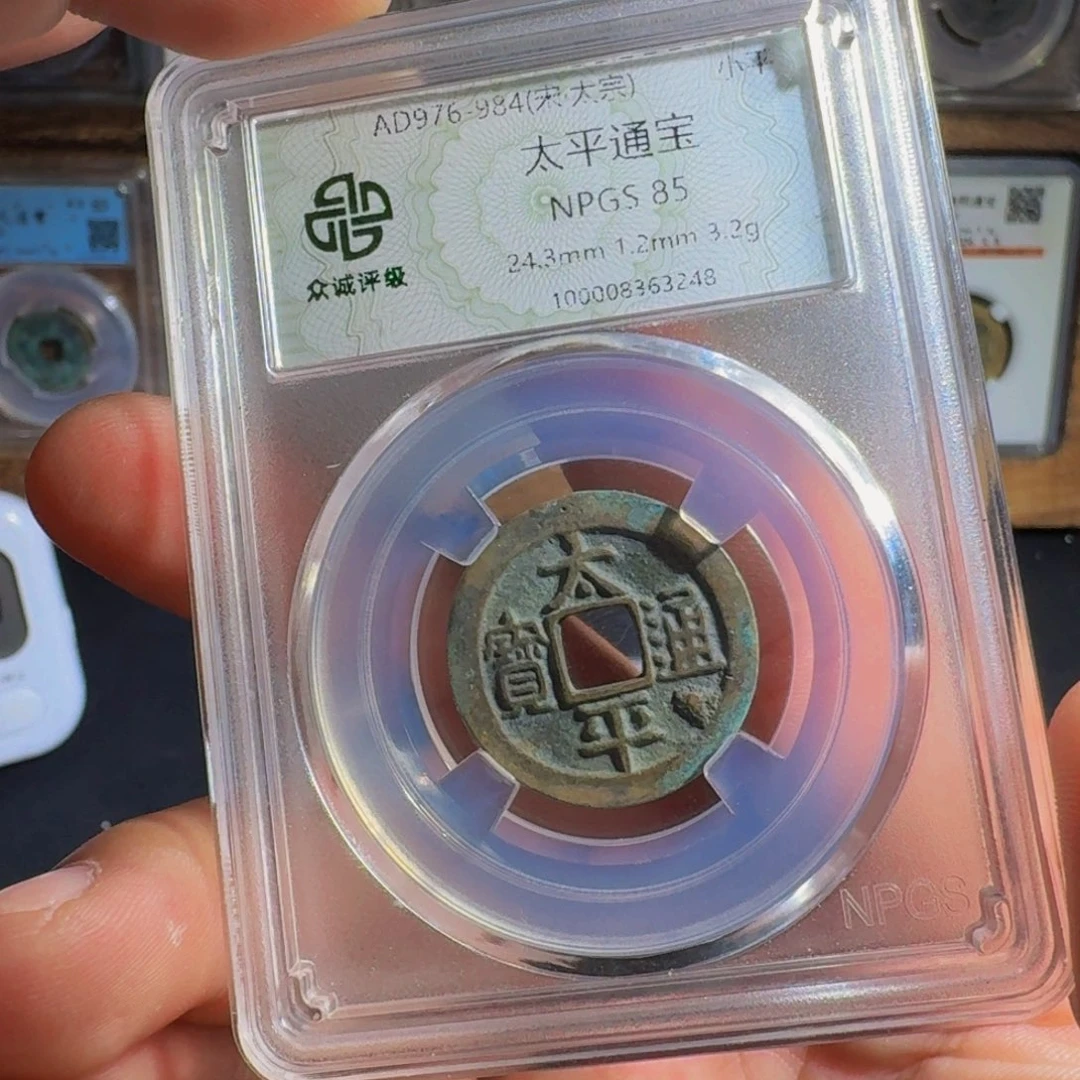 小平
AD976-984(宋·太宗)
太平通宝
NPGS 85
24.3mm 1.2mm 3.2g
100008363248
众诚评级
太
寶 通
平
NPGS